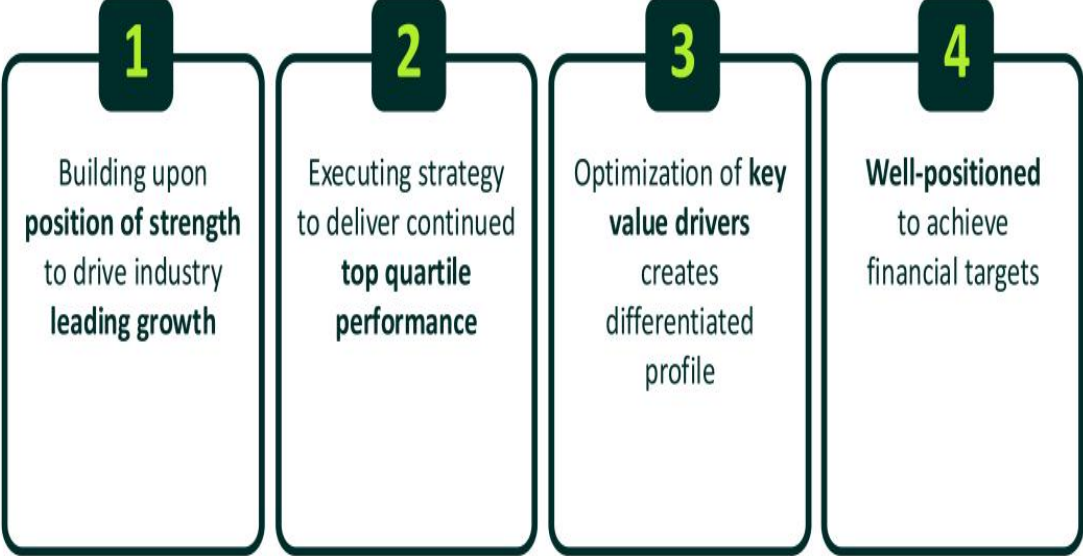 1
Building upon
position of strength
to drive industry
leading growth
2
Executing strategy
to deliver continued
top quartile
performance
3
Optimization of key
value drivers
creates
differentiated
profile
4
Well-positioned
to achieve
financial targets